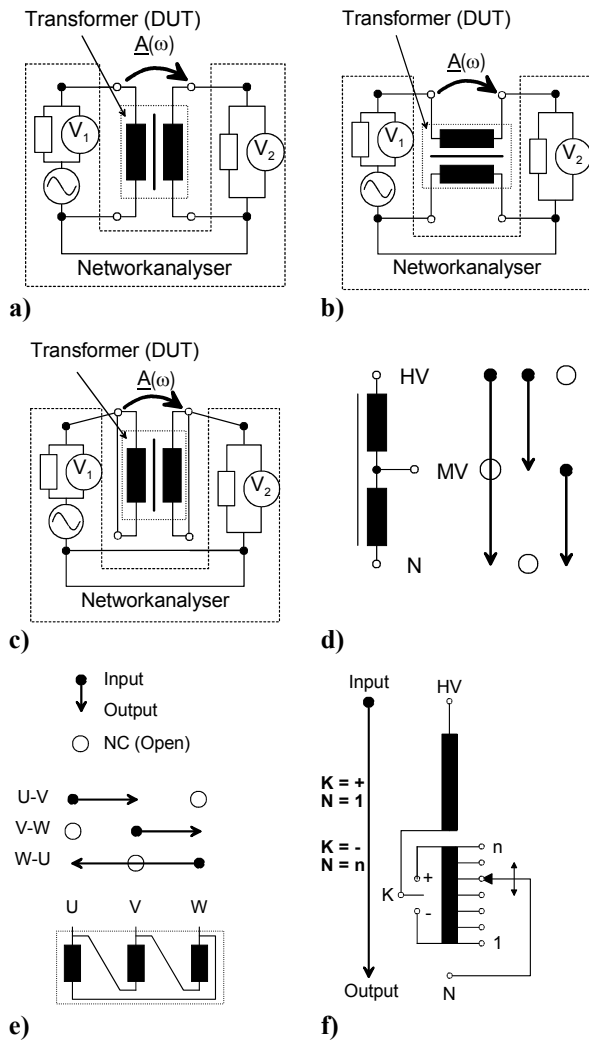 Transformer (DUT)
A(ω)
V1
V2
Networkanalyser
a)
Transformer (DUT)
A(ω)
V1
V2
Networkanalyser
b)
Transformer (DUT)
A(ω)
V1
V2
Networkanalyser
c)
HV
MV
N
d)
Input
Output
NC (Open)
U-V
V-W
W-U
U V W
e)
Input HV
K = +
N = 1
K = -
N = n
n
+
K
-
1
Output N
f)